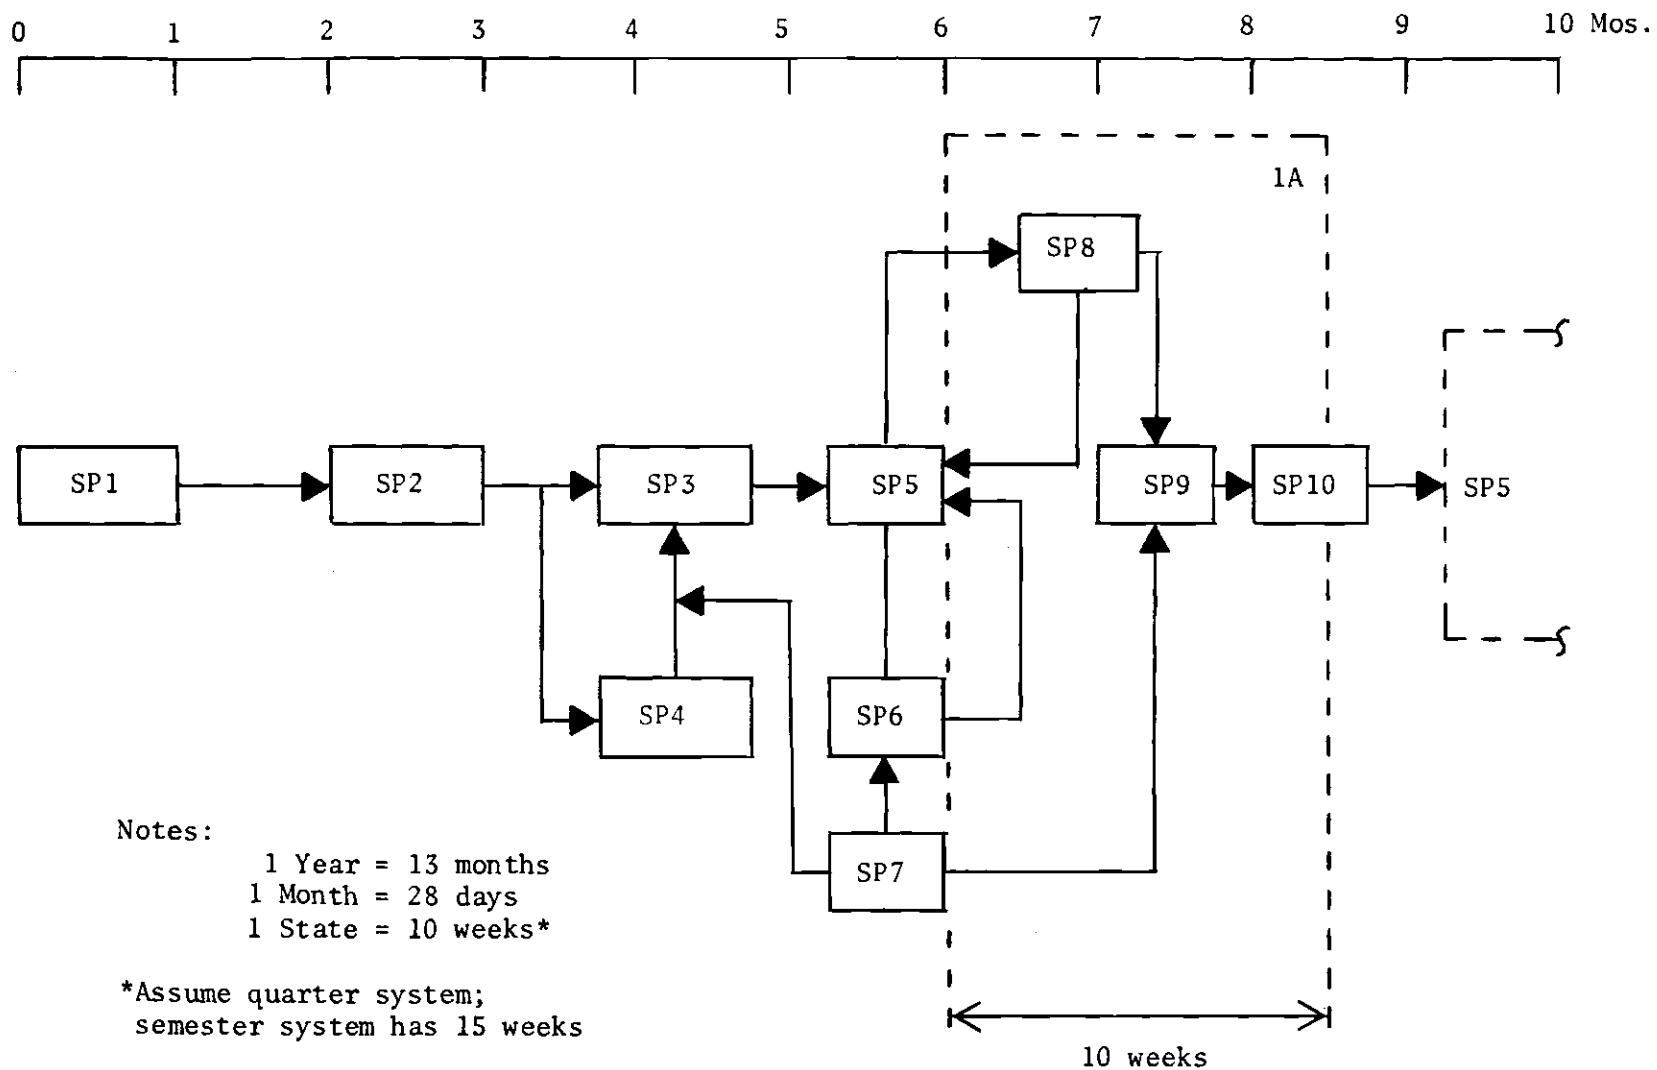 0 1 2 3 4 5 6 7 8 9 10 Mos.
1A
SP8
SP1 SP2 SP3 SP5 SP9 SP10 SP5
SP4 SP6
SP7
Notes:
1 Year = 13 months
1 Month = 28 days
1 State = 10 weeks*
*Assume quarter system;
semester system has 15 weeks
10 weeks